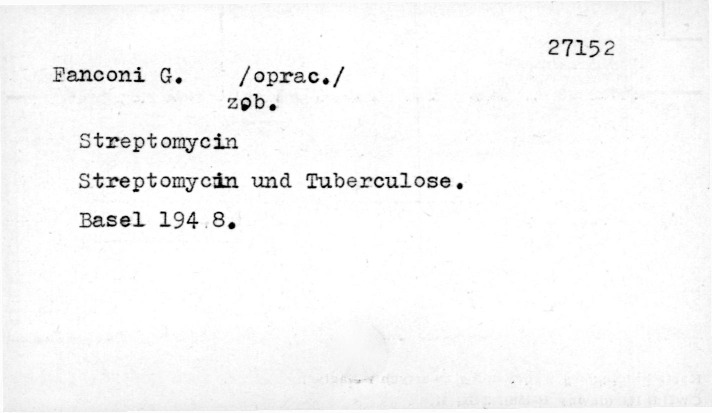 27152
Fanconi G. /oprac./
zob.
Streptomycin
Streptomycin und Tuberculose.
Basel 1948.